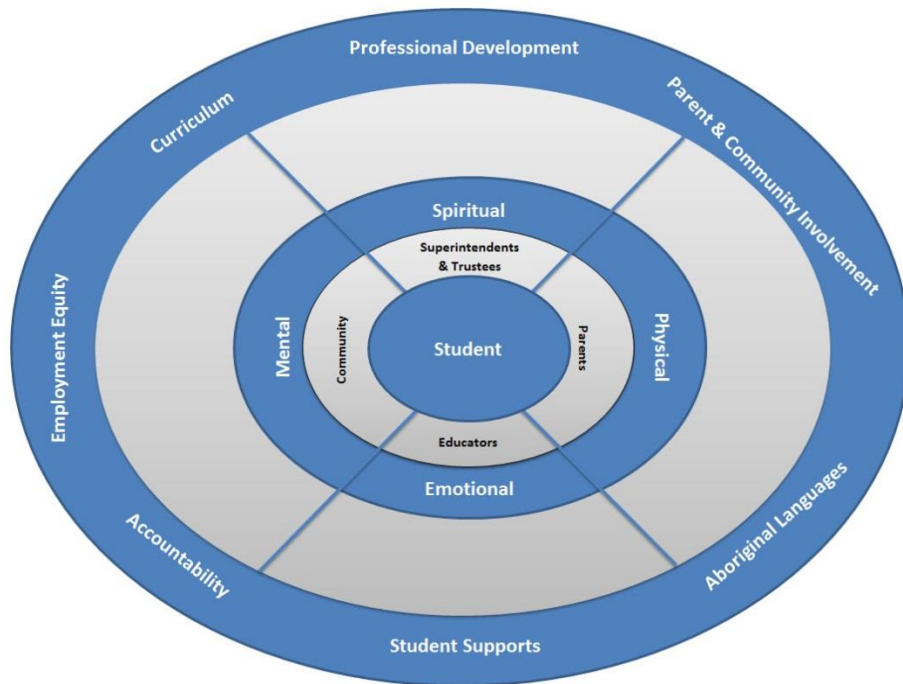 Professional Development
Curriculum
Parent & Community Involvement
Spiritual
Superintendents
& Trustees
Employment Equity
Mental
Community
Student
Parents
Physical
Educators
Emotional
Accountability
Aboriginal Languages
Student Supports